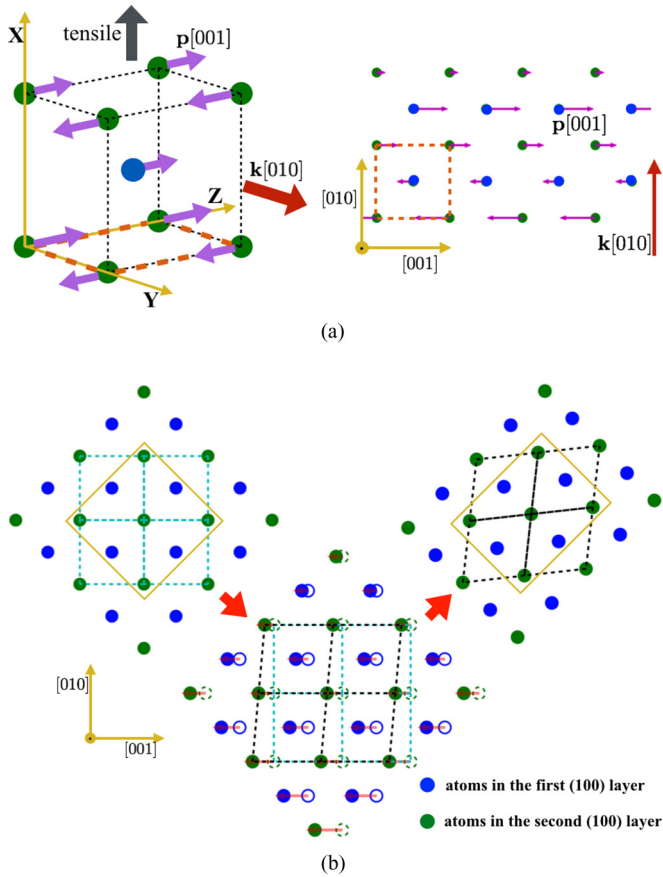 X
tensile
p[001]
k[010]
Z
Y
p[001]
[010]
[001]
k[010]
(a)
[010]
[001]
atoms in the first (100) layer
atoms in the second (100) layer
(b)